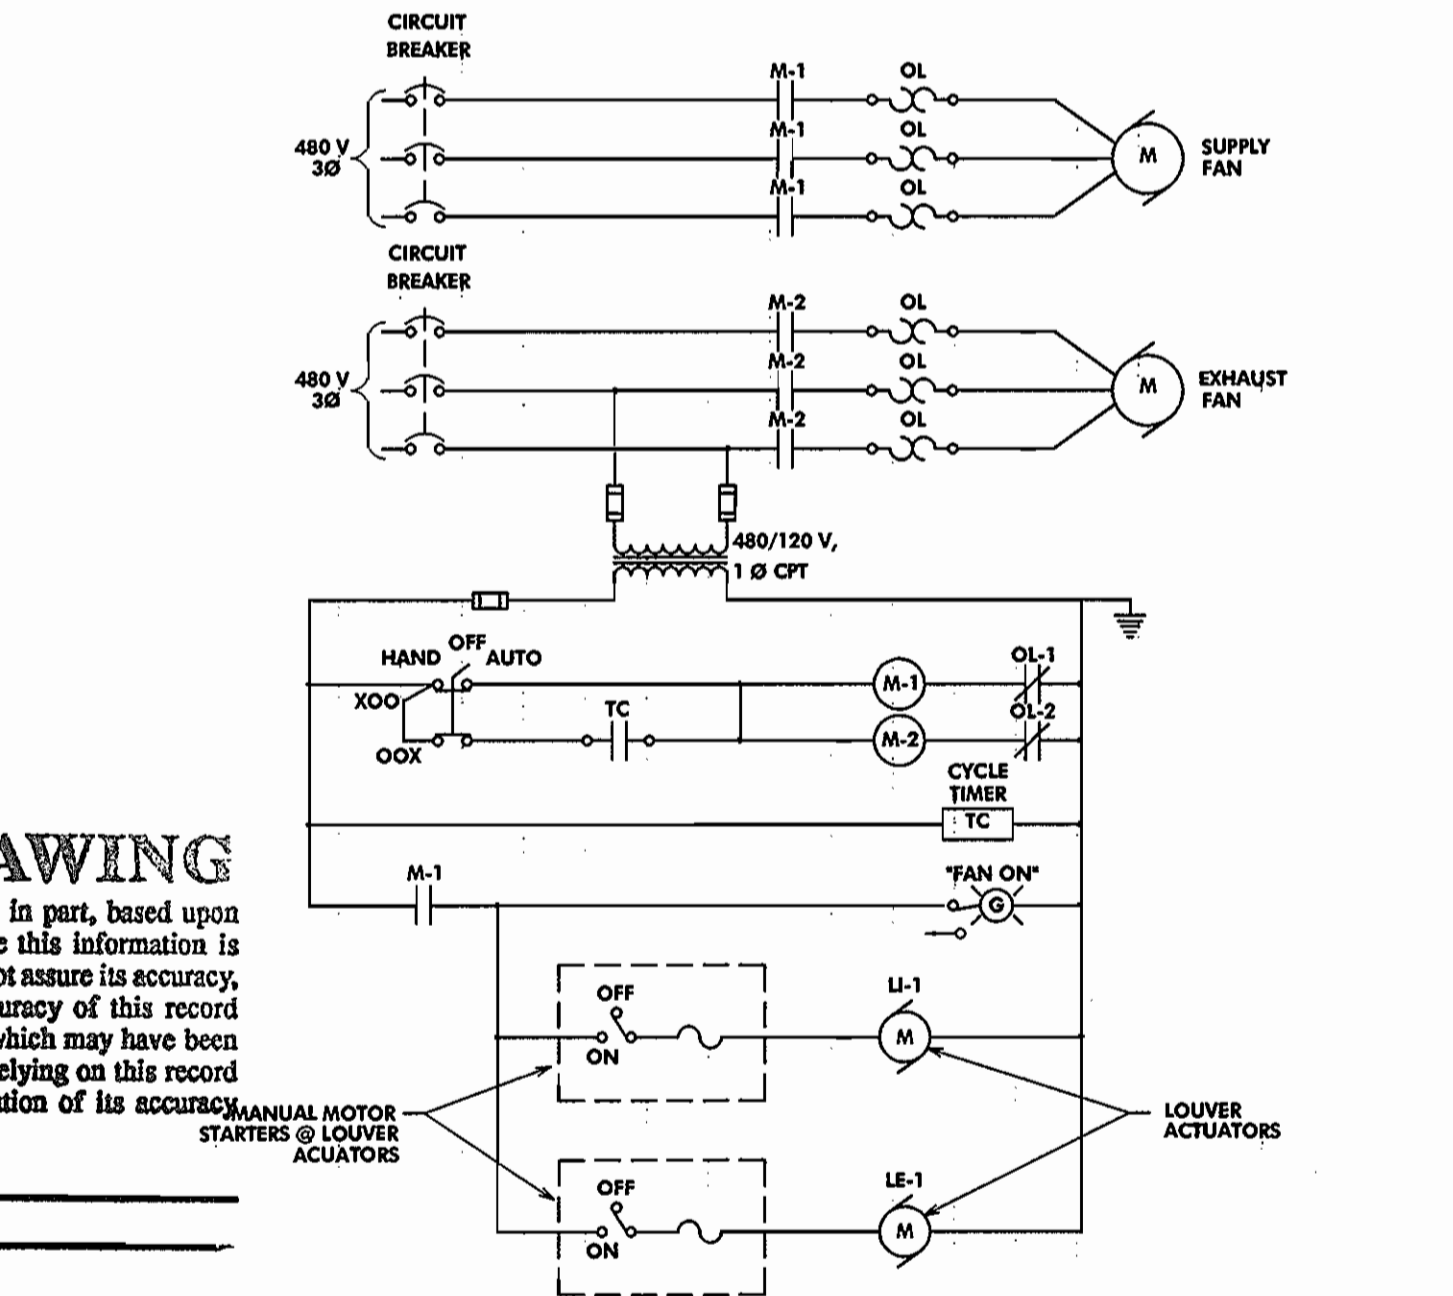 CIRCUIT
BREAKER
M-1
OL
M-1
OL
480 V
3Ø
M
SUPPLY
FAN
M-1
OL
CIRCUIT
BREAKER
M-2
OL
M-2
OL
480 V
3Ø
M
EXHAUST
FAN
M-2
OL
480/120 V,
1 Ø CPT
HAND
OFF
AUTO
XOO
OOX
TC
M-1
OL-1
M-2
OL-2
CYCLE
TIMER
TC
M-1
"FAN ON"
G
AWING
in part, based upon
e this information is
ot assure its accuracy,
uracy of this record
which may have been
elying on this record
ation of its accuracy.
OFF
ON
LI-1
M
MANUAL MOTOR
STARTERS @ LOUVER
ACUATORS
LOUVER
ACTUATORS
OFF
ON
LE-1
M